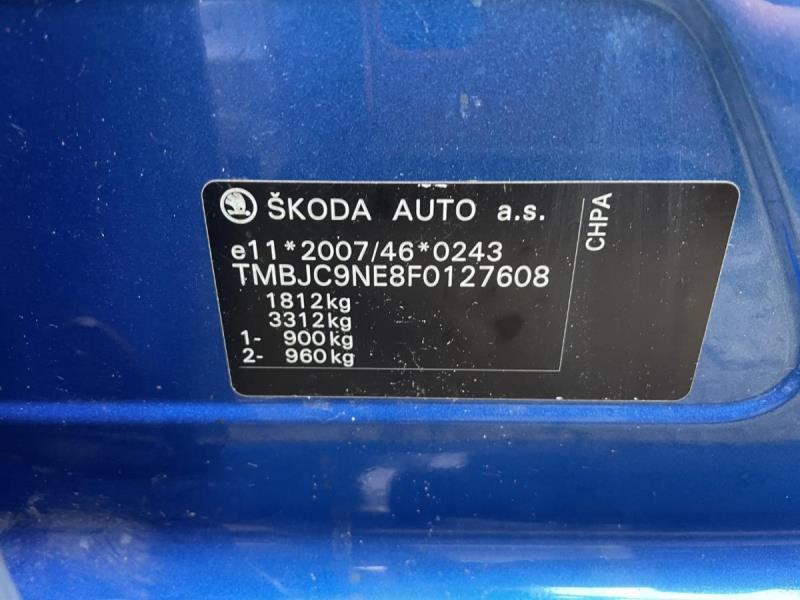 ŠKODA AUTO a.s.
e11*2007/46*0243
TMBJC9NE8F0127608
1812kg
3312kg
1- 900kg
2- 960kg
CHPA